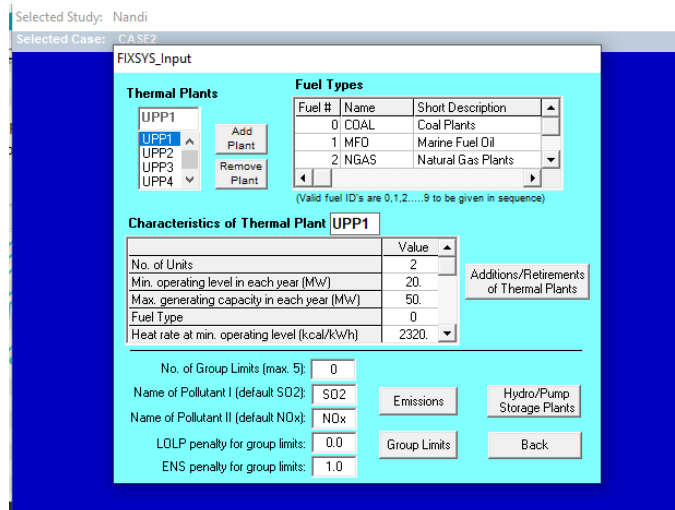 Selected Study: Nandi
Selected Case: CASE2
FIXSYS_Input
Thermal Plants
UPP1
UPP1
UPP2
UPP3
UPP4
Add Plant
Remove Plant
Fuel Types
Fuel # Name Short Description
0 COAL Coal Plants
1 MFO Marine Fuel Oil
2 NGAS Natural Gas Plants
(Valid fuel ID's are 0,1,2.....9 to be given in sequence)
Characteristics of Thermal Plant UPP1
Value
No. of Units 2
Min. operating level in each year (MW) 20.
Max. generating capacity in each year (MW) 50.
Fuel Type 0
Heat rate at min. operating level (kcal/kWh) 2320.
Additions/Retirements
of Thermal Plants
No. of Group Limits (max. 5): 0
Name of Pollutant I (default SO2): SO2
Name of Pollutant II (default NOx): NOx
LOLP penalty for group limits: 0.0
ENS penalty for group limits: 1.0
Emissions
Hydro/Pump
Storage Plants
Group Limits
Back